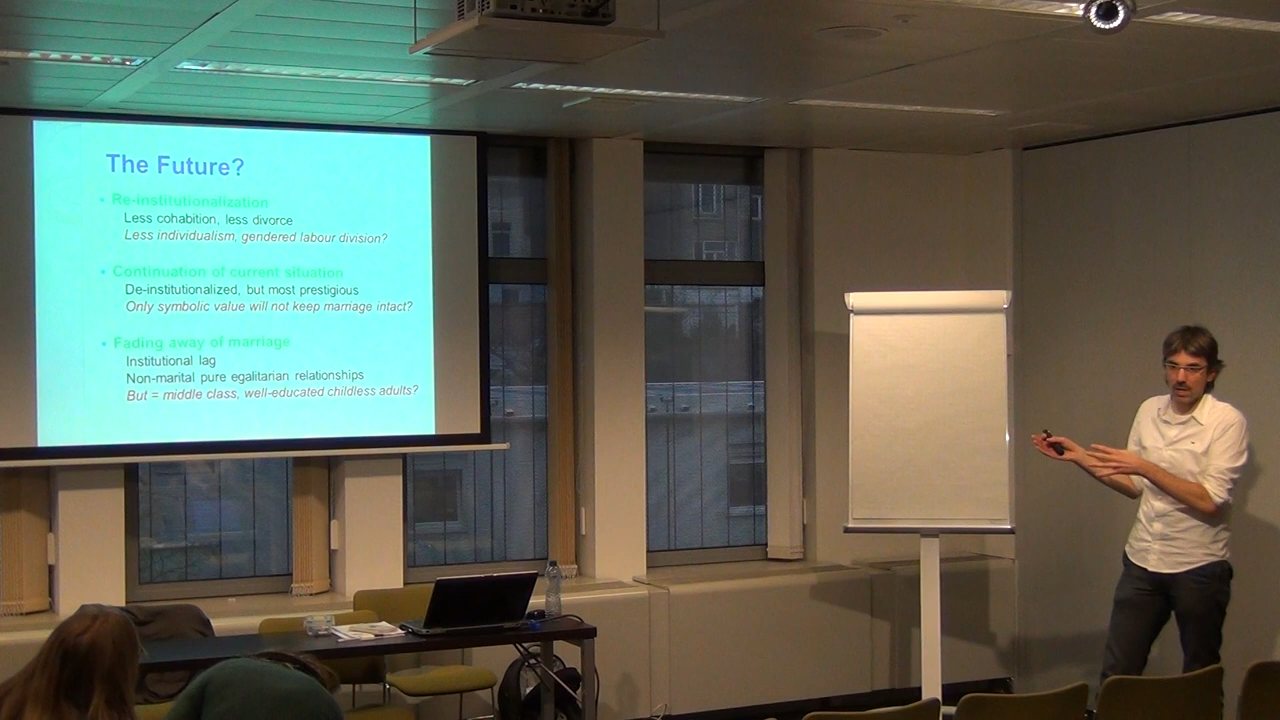 The Future?
• Re-institutionalization
Less cohabition, less divorce
Less individualism, gendered labour division?
• Continuation of current situation
De-institutionalized, but most prestigious
Only symbolic value will not keep marriage intact?
• Fading away of marriage
Institutional lag
Non-marital pure egalitarian relationships
But = middle class, well-educated childless adults?